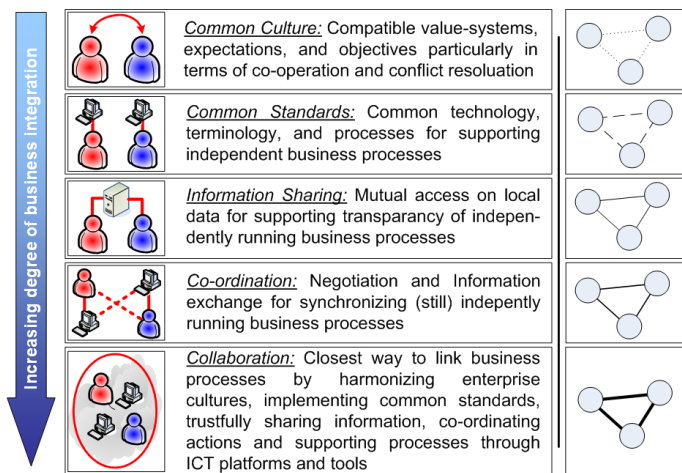 Increasing degree of business integration
Common Culture: Compatible value-systems,
expectations, and objectives particularly in
terms of co-operation and conflict resoluation
Common Standards: Common technology,
terminology, and processes for supporting
independent business processes
Information Sharing: Mutual access on local
data for supporting transparancy of indepen-
dently running business processes
Co-ordination: Negotiation and Information
exchange for synchronizing (still) indepently
running business processes
Collaboration: Closest way to link business
processes by harmonizing enterprise
cultures, implementing common standards,
trustfully sharing information, co-ordinating
actions and supporting processes through
ICT platforms and tools